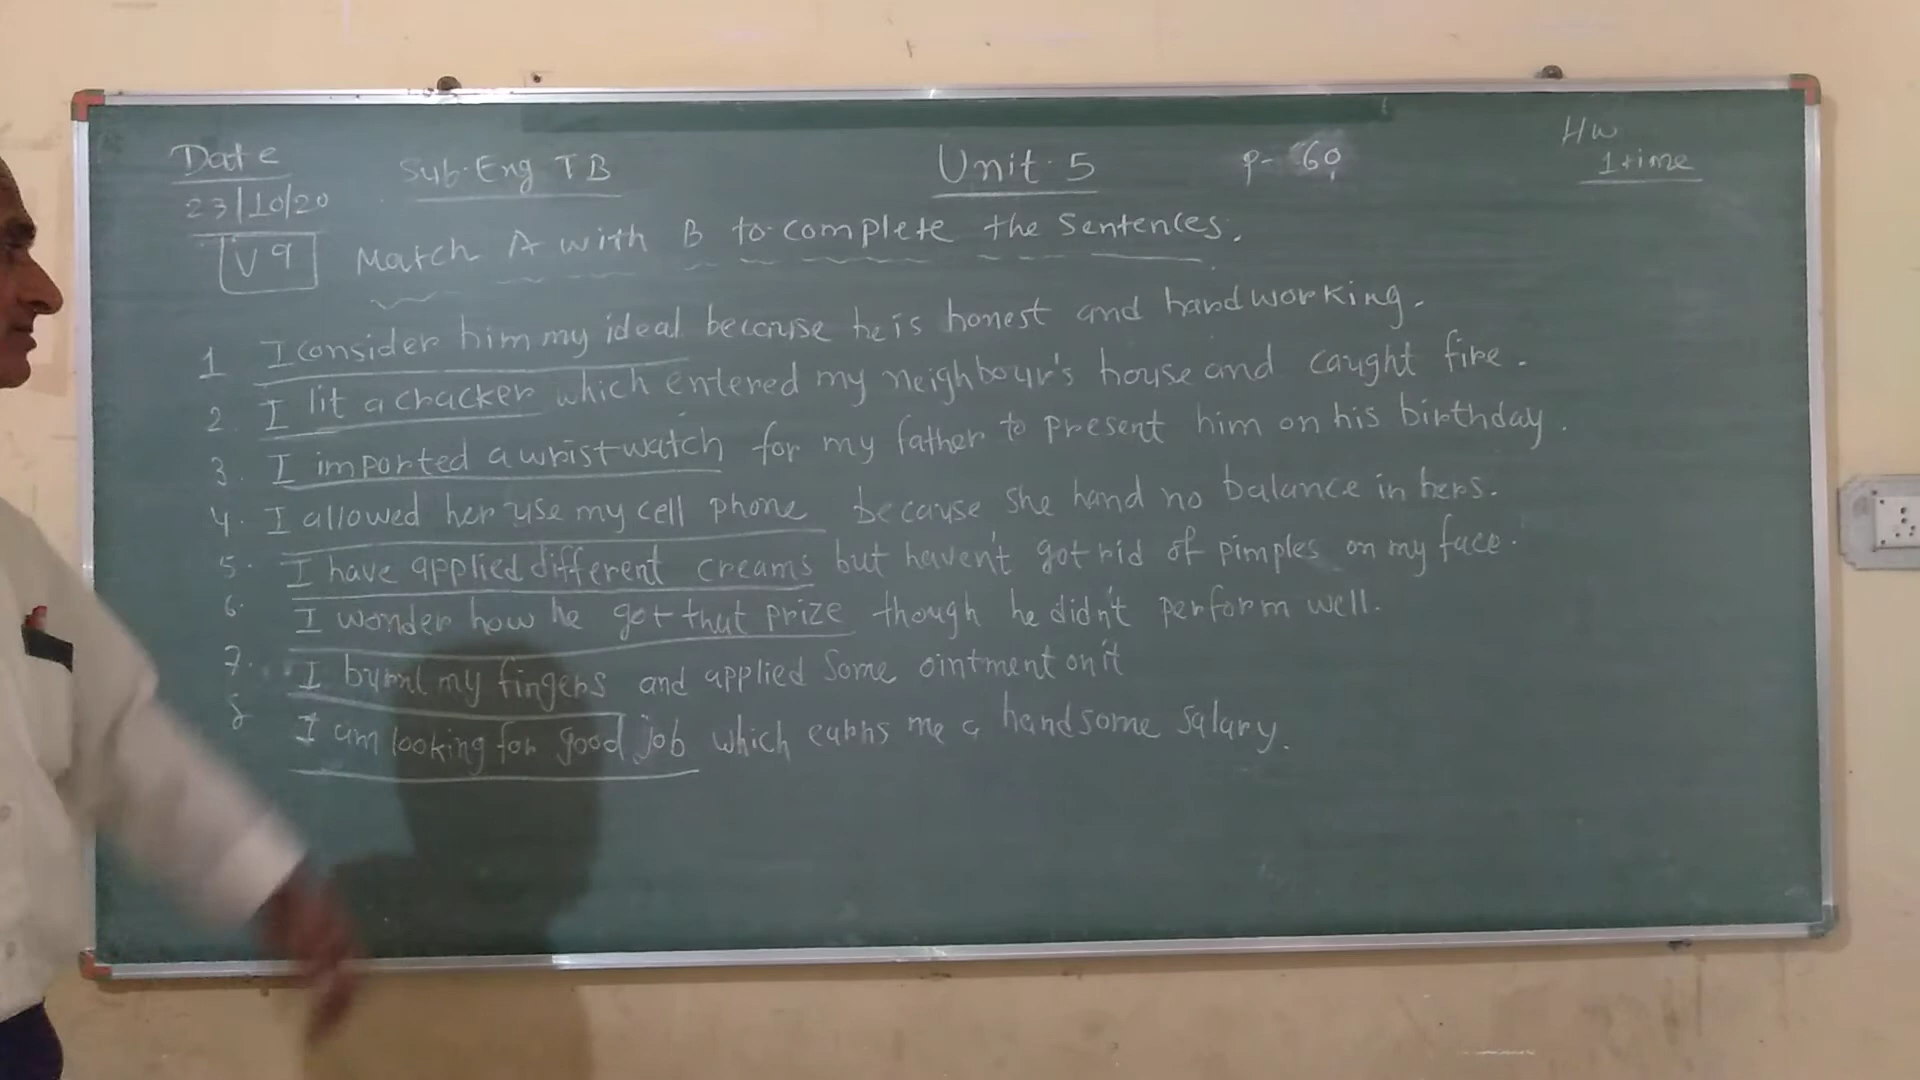 Date Sub-Eng TB Unit. 5 P- 60 HW
23/10/20 1 time
V 9 Match A with B to complete the Sentences.
1 I consider him my ideal because he is honest and hardworking.
2. I lit a cracker which entered my neighbour's house and caught fire.
3. I imported a wristwatch for my father to present him on his birthday.
4. I allowed her use my cell phone because she hand no balance in hers.
5. I have applied different creams but haven't got rid of pimples on my face.
6. I wonder how he got that prize though he didn't perform well.
7. I burnt my fingers and applied Some ointment on it
8 I am looking for good job which earns me a handsome salary.